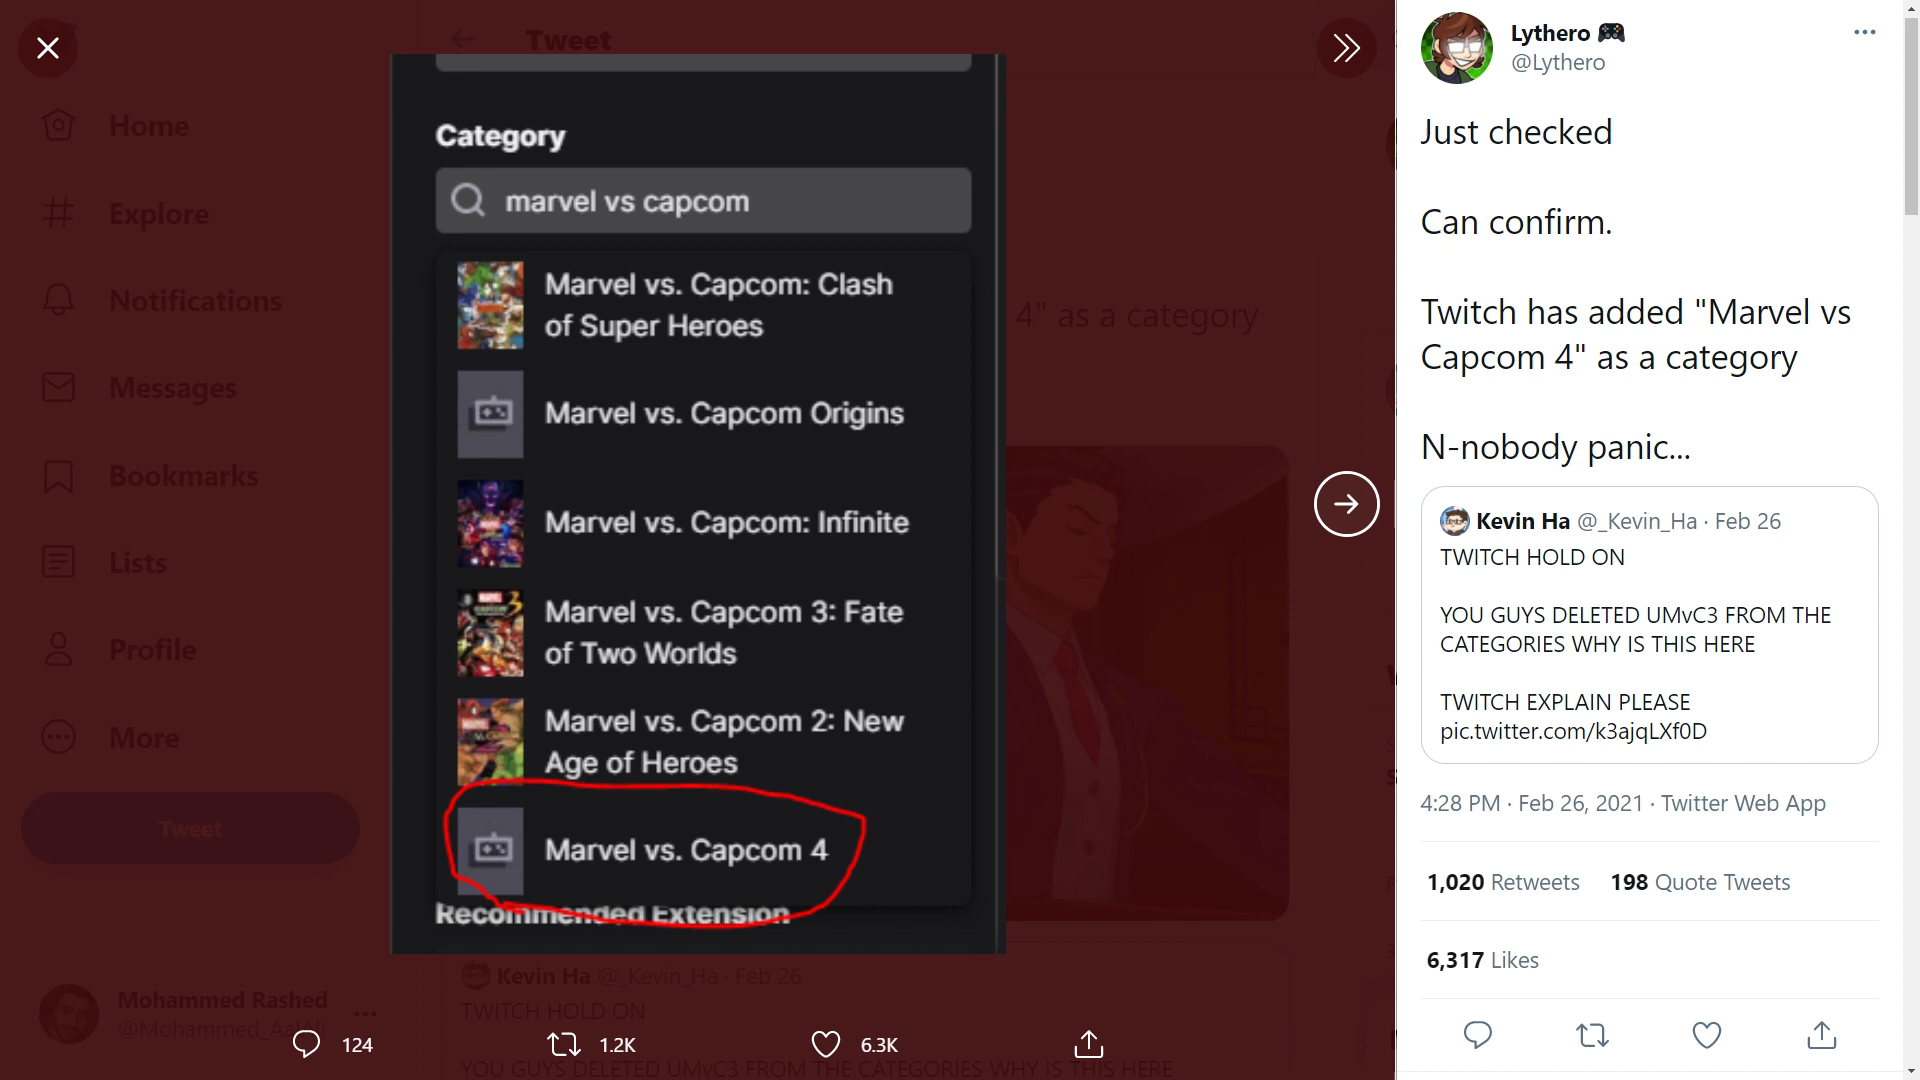 Tweet
Home
Explore
Notifications
Messages
Bookmarks
Lists
Profile
More
Tweet
Mohammed Rashed
Category
marvel vs capcom
Marvel vs. Capcom: Clash
of Super Heroes
Marvel vs. Capcom Origins
Marvel vs. Capcom: Infinite
Marvel vs. Capcom 3: Fate
of Two Worlds
Marvel vs. Capcom 2: New
Age of Heroes
Marvel vs. Capcom 4
Recommended Extension
4" as a category
Kevin Ha @_Kevin_Ha · Feb 26
TWITCH HOLD ON
YOU GUYS DELETED UMvC3 FROM THE CATEGORIES WHY IS THIS HERE
124
1.2K
6.3K
Lythero 🎮
@Lythero
Just checked
Can confirm.
Twitch has added "Marvel vs
Capcom 4" as a category
N-nobody panic...
Kevin Ha @_Kevin_Ha · Feb 26
TWITCH HOLD ON
YOU GUYS DELETED UMvC3 FROM THE
CATEGORIES WHY IS THIS HERE
TWITCH EXPLAIN PLEASE
pic.twitter.com/k3ajqLXf0D
4:28 PM · Feb 26, 2021 · Twitter Web App
1,020 Retweets 198 Quote Tweets
6,317 Likes